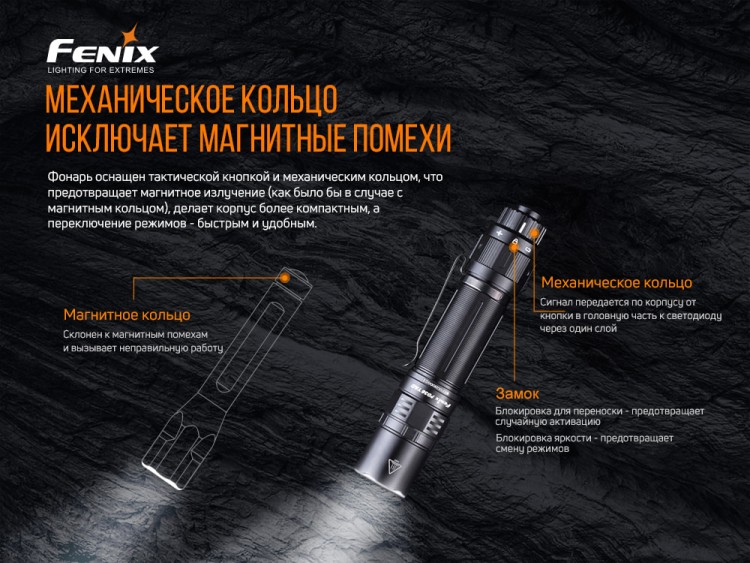 FENIX
LIGHTING FOR EXTREMES
МЕХАНИЧЕСКОЕ КОЛЬЦО
ИСКЛЮЧАЕТ МАГНИТНЫЕ ПОМЕХИ
Фонарь оснащен тактической кнопкой и механическим кольцом, что
предотвращает магнитное излучение (как было бы в случае с
магнитным кольцом), делает корпус более компактным, а
переключение режимов - быстрым и удобным.
Механическое кольцо
Сигнал передается по корпусу от
кнопки в головную часть к светодиоду
через один слой
Магнитное кольцо
Склонен к магнитным помехам
и вызывает неправильную работу
Замок
Блокировка для переноски - предотвращает
случайную активацию
Блокировка яркости - предотвращает
смену режимов